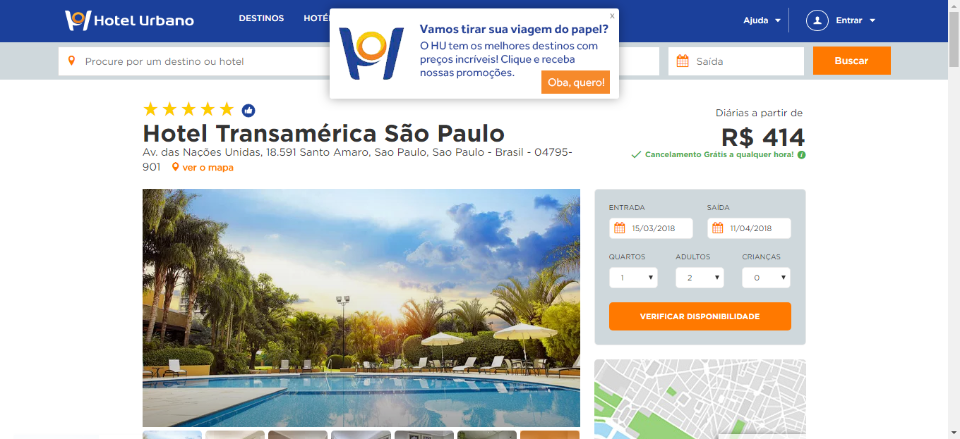 Hotel Urbano
DESTINOS
Ajuda
Entrar
Vamos tirar sua viagem do papel?
O HU tem os melhores destinos com
preços incríveis! Clique e receba
nossas promoções.
Oba, quero!
x
Procure por um destino ou hotel
Saída
Buscar
Hotel Transamérica São Paulo
Av. das Nações Unidas, 18.591 Santo Amaro, Sao Paulo, Sao Paulo - Brasil - 04795-
901 ver o mapa
Diárias a partir de
R$ 414
Cancelamento Grátis a qualquer hora! i
ENTRADA SAÍDA
15/03/2018 11/04/2018
QUARTOS ADULTOS CRIANÇAS
1 2 0
VERIFICAR DISPONIBILIDADE